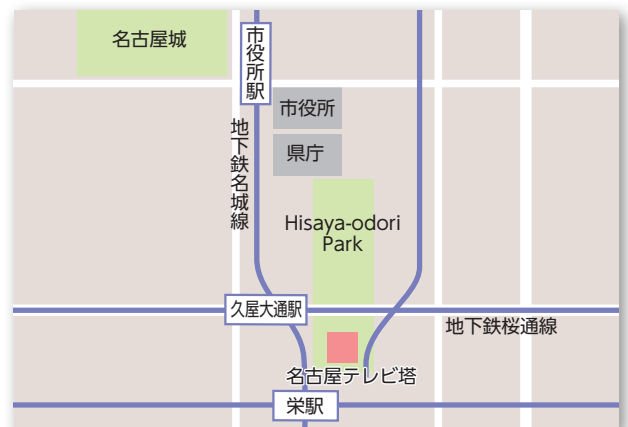 名古屋城
市役所駅
市役所
県庁
地下鉄名城線
Hisaya-odori
Park
久屋大通駅
地下鉄桜通線
名古屋テレビ塔
栄駅